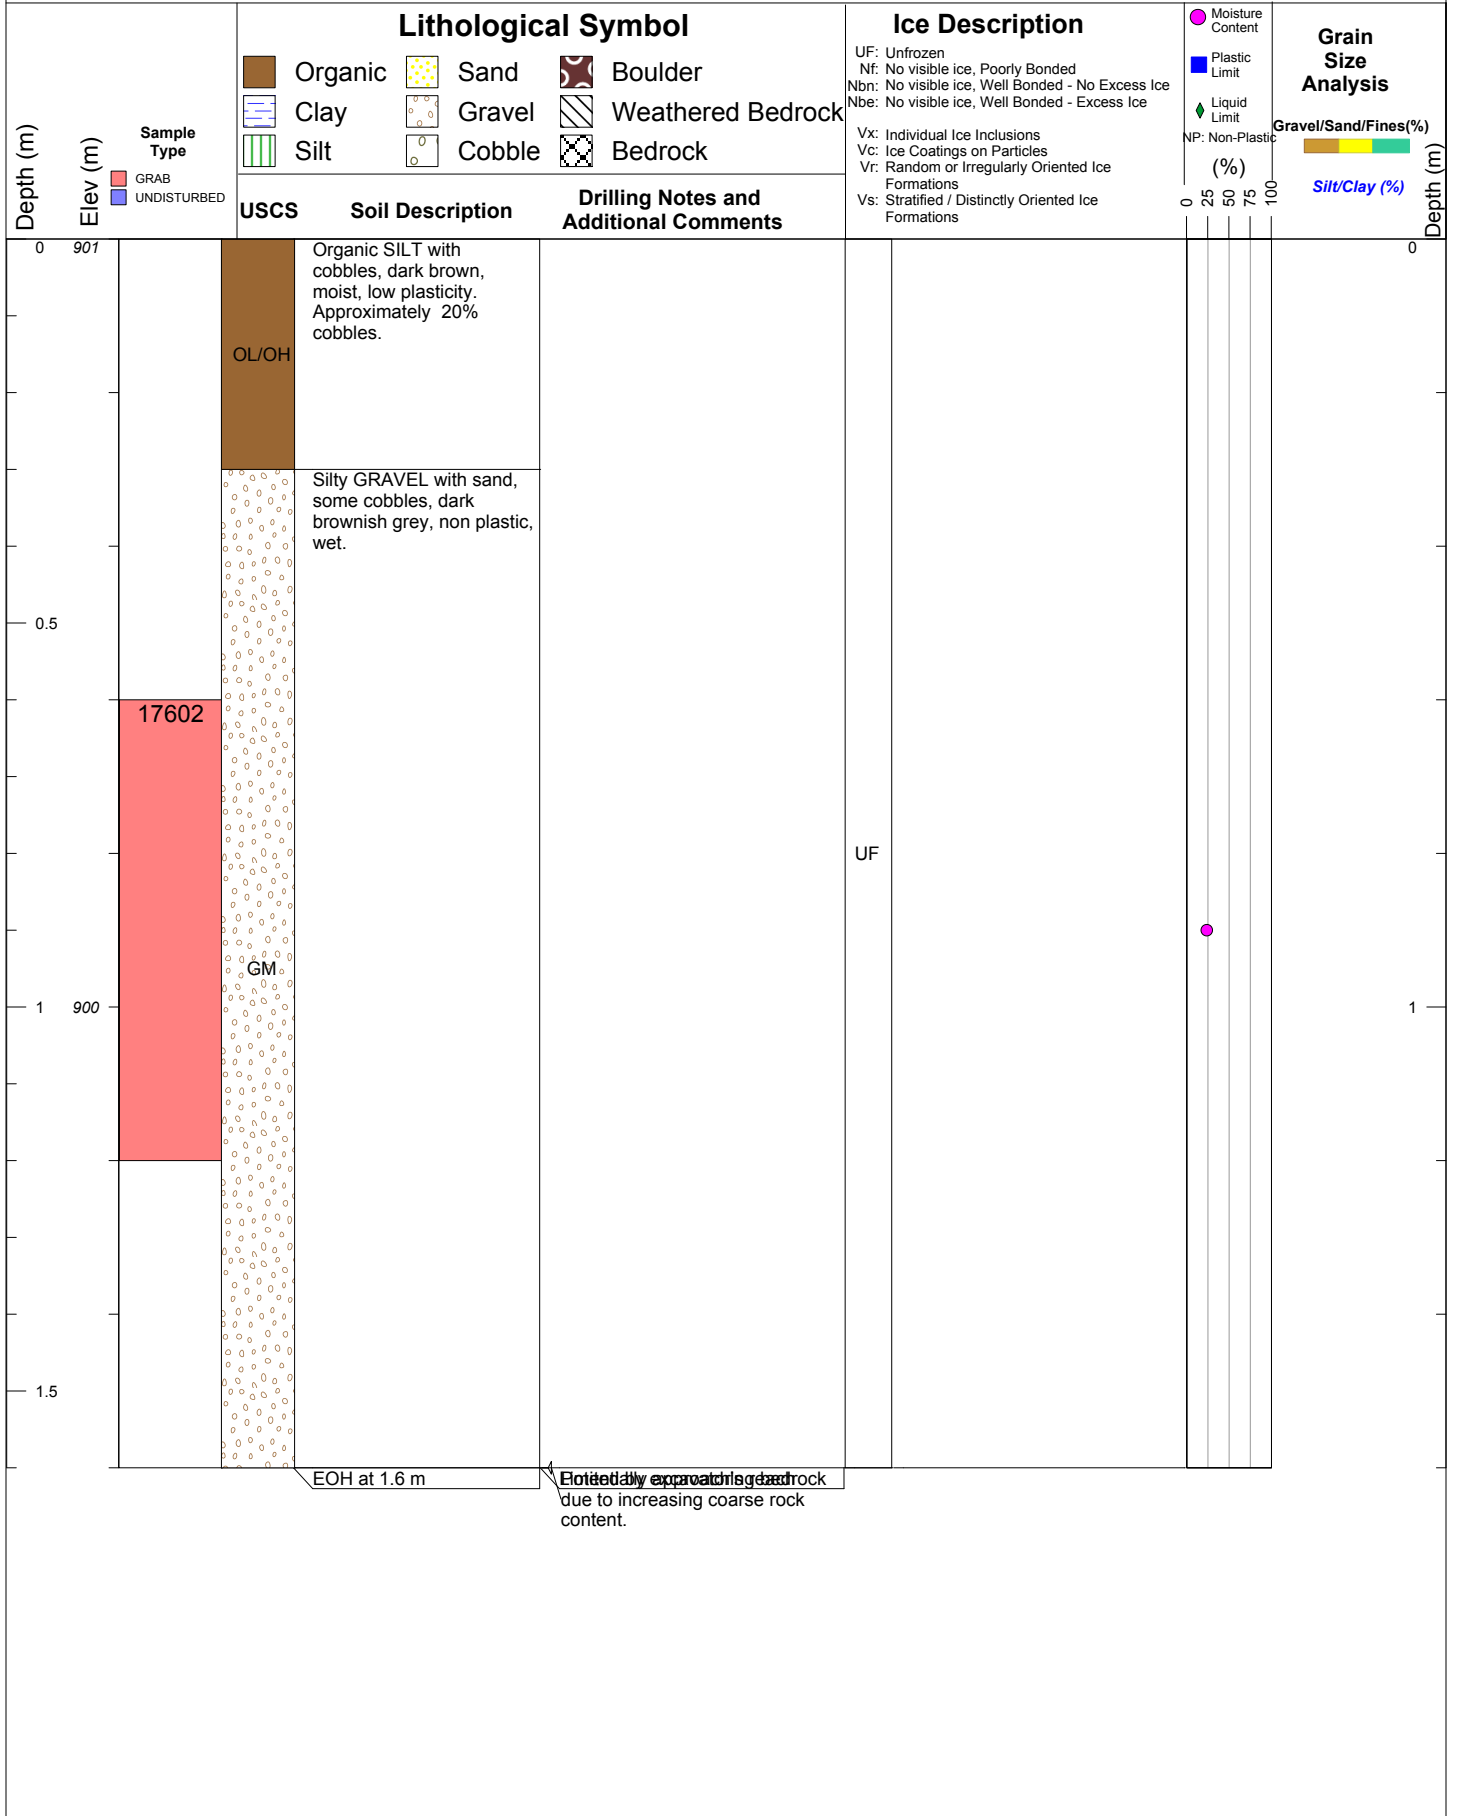 Lithological Symbol
Organic
Sand
Boulder
Clay
Gravel
Weathered Bedrock
Silt
Cobble
Bedrock
Ice Description
UF: Unfrozen
Nf: No visible ice, Poorly Bonded
Nbn: No visible ice, Well Bonded - No Excess Ice
Nbe: No visible ice, Well Bonded - Excess Ice
Vx: Individual Ice Inclusions
Vc: Ice Coatings on Particles
Vr: Random or Irregularly Oriented Ice
Formations
Vs: Stratified / Distinctly Oriented Ice
Formations
Moisture
Content
Plastic
Limit
Liquid
Limit
NP: Non-Plastic
(%)
0 25 50 75 100
Grain
Size
Analysis
Gravel/Sand/Fines(%)
Silt/Clay (%)
Depth (m)
Depth (m)
Elev (m)
Sample
Type
GRAB
UNDISTURBED
USCS
Soil Description
Drilling Notes and
Additional Comments
0 901
0
Organic SILT with
cobbles, dark brown,
moist, low plasticity.
Approximately 20%
cobbles.
OL/OH
Silty GRAVEL with sand,
some cobbles, dark
brownish grey, non plastic,
wet.
0.5
17602
UF
GM
1 900
1
1.5
EOH at 1.6 m
due to increasing coarse rock
content.